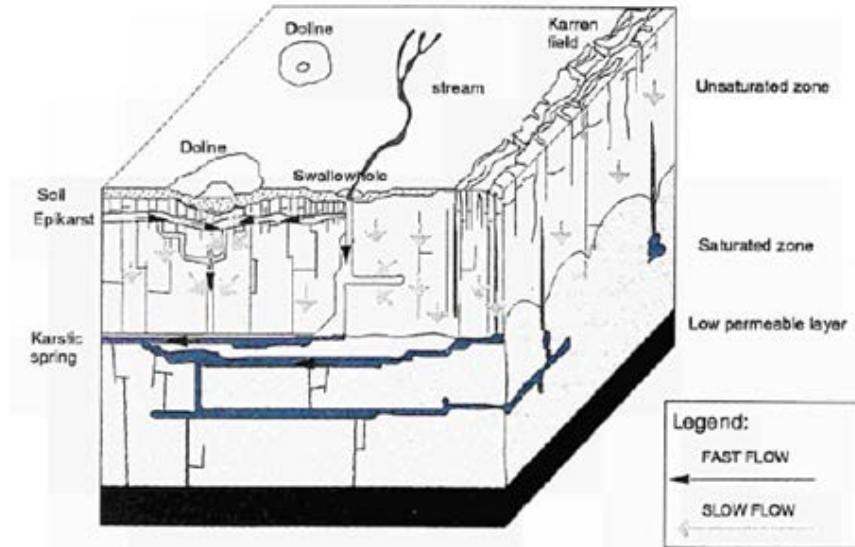 Doline
Karren
field
stream
Unsaturated zone
Doline
Swallowhole
Soil
Epikarst
Saturated zone
Karstic
spring
Low permeable layer
Legend:
FAST FLOW
SLOW FLOW